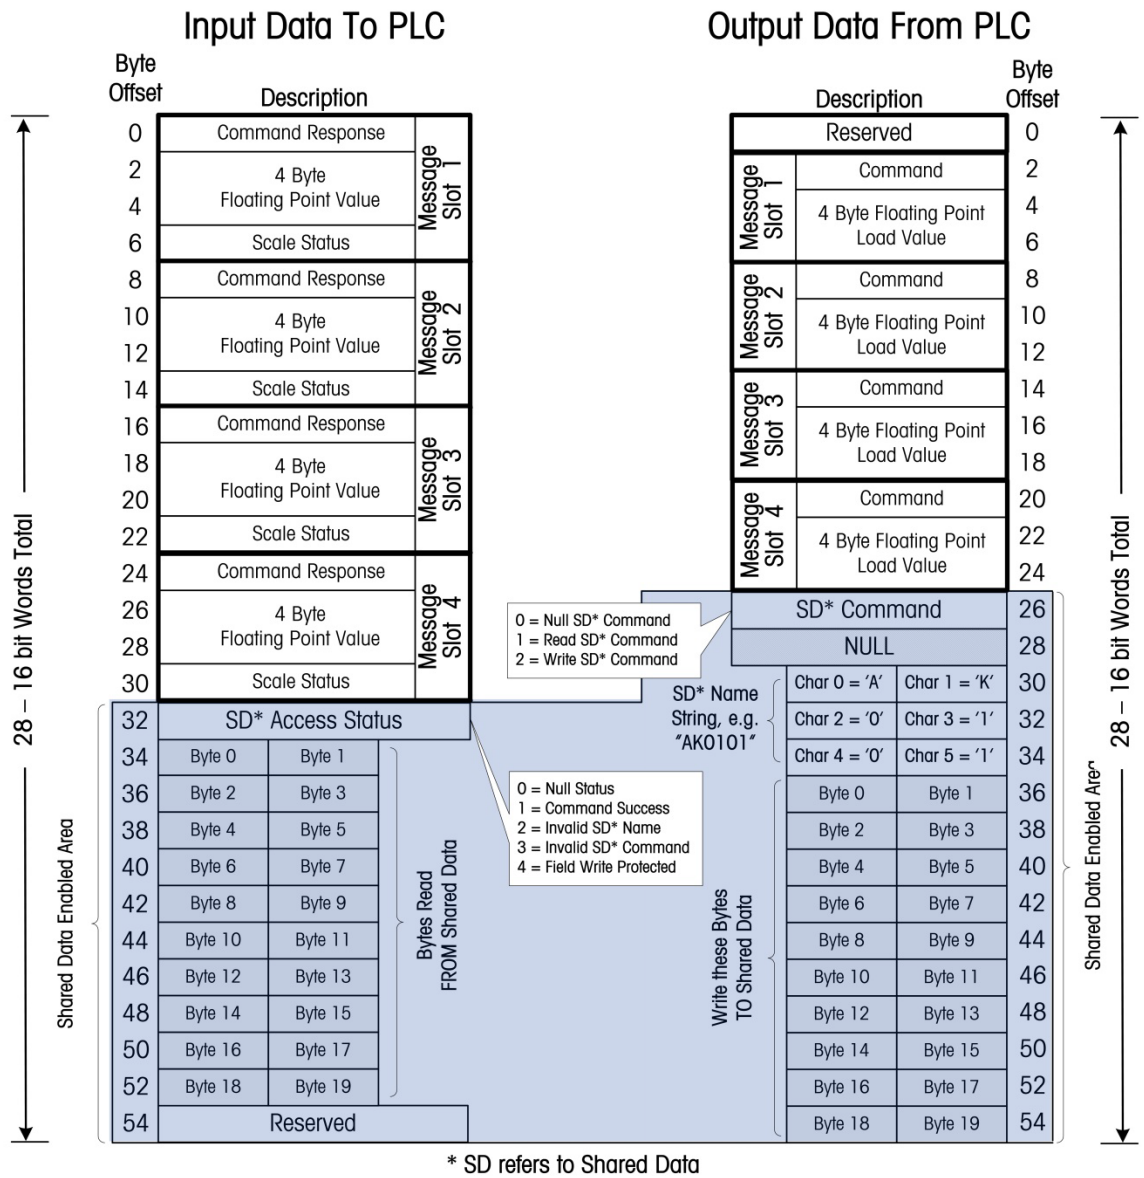 Input Data To PLC
Byte
Offset
Description
28 – 16 bit Words Total
0
Command Response
2
4
4 Byte
Floating Point Value
6
Scale Status
Message
Slot 1
8
Command Response
10
12
4 Byte
Floating Point Value
14
Scale Status
Message
Slot 2
16
Command Response
18
20
4 Byte
Floating Point Value
22
Scale Status
Message
Slot 3
24
Command Response
26
28
4 Byte
Floating Point Value
30
Scale Status
Message
Slot 4
Shared Data Enabled Area
32 SD* Access Status
34 Byte 0 Byte 1
36 Byte 2 Byte 3
38 Byte 4 Byte 5
40 Byte 6 Byte 7
42 Byte 8 Byte 9
44 Byte 10 Byte 11
46 Byte 12 Byte 13
48 Byte 14 Byte 15
50 Byte 16 Byte 17
52 Byte 18 Byte 19
54 Reserved
Bytes Read
FROM Shared Data
0 = Null Status
1 = Command Success
2 = Invalid SD* Name
3 = Invalid SD* Command
4 = Field Write Protected
Output Data From PLC
Description
Byte
Offset
28 – 16 bit Words Total
Reserved 0
Message
Slot 1
Command 2
4 Byte Floating Point
Load Value
4
6
Message
Slot 2
Command 8
4 Byte Floating Point
Load Value
10
12
Message
Slot 3
Command 14
4 Byte Floating Point
Load Value
16
18
Message
Slot 4
Command 20
4 Byte Floating Point
Load Value
22
24
0 = Null SD* Command
1 = Read SD* Command
2 = Write SD* Command
SD* Command 26
NULL 28
SD* Name
String, e.g.
"AK0101"
Char 0 = 'A' Char 1 = 'K' 30
Char 2 = '0' Char 3 = '1' 32
Char 4 = '0' Char 5 = '1' 34
Write these Bytes
TO Shared Data
Byte 0 Byte 1 36
Byte 2 Byte 3 38
Byte 4 Byte 5 40
Byte 6 Byte 7 42
Byte 8 Byte 9 44
Byte 10 Byte 11 46
Byte 12 Byte 13 48
Byte 14 Byte 15 50
Byte 16 Byte 17 52
Byte 18 Byte 19 54
Shared Data Enabled Area
* SD refers to Shared Data